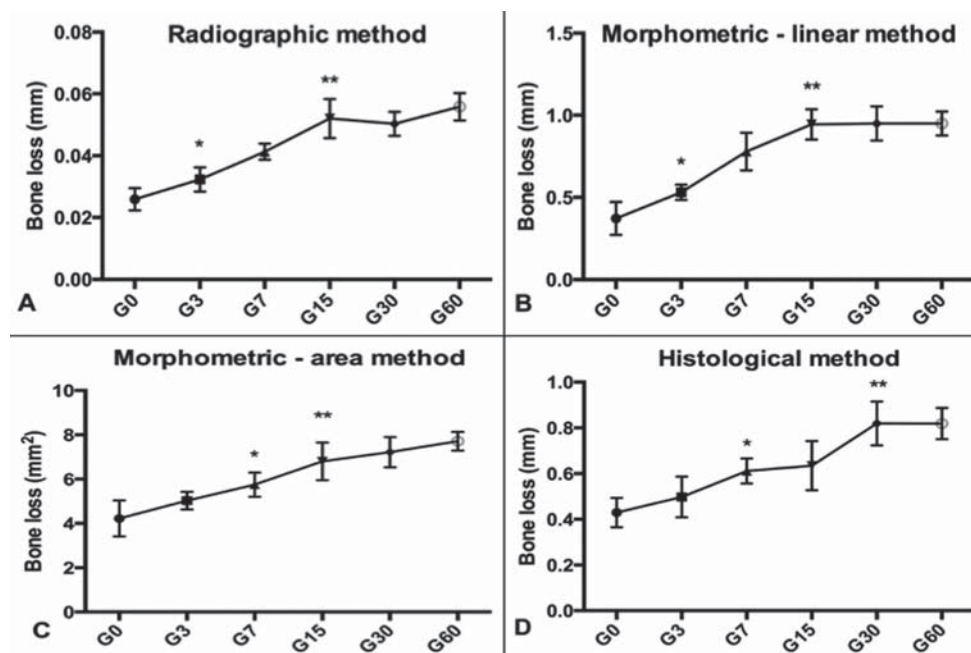 Radiographic method
Bone loss (mm)
0.08
0.06
0.04
0.02
0.00
*
**
G0
G3
G7
G15
G30
G60
A
Morphometric - linear method
Bone loss (mm)
1.5
1.0
0.5
0.0
*
**
G0
G3
G7
G15
G30
G60
B
Morphometric - area method
Bone loss (mm²)
10
8
6
4
2
0
*
**
G0
G3
G7
G15
G30
G60
C
Histological method
Bone loss (mm)
1.0
0.8
0.6
0.4
0.2
0.0
*
**
G0
G3
G7
G15
G30
G60
D